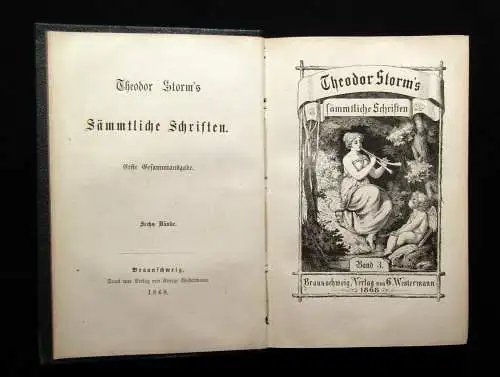 Theodor Storm's
Sämmtliche Schriften.
Erste Gesammtausgabe.
Sechs Bände.
Braunschweig,
Druck und Verlag von George Westermann.
1868.
Theodor Storm's
sämmtliche Schriften
Band 3.
Braunschweig, Verlag von G. Westermann
1868